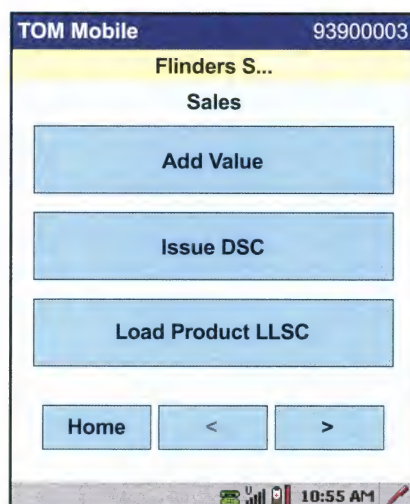 TOM Mobile 93900003
Flinders S...
Sales
Add Value
Issue DSC
Load Product LLSC
Home < >
U 10:55 AM